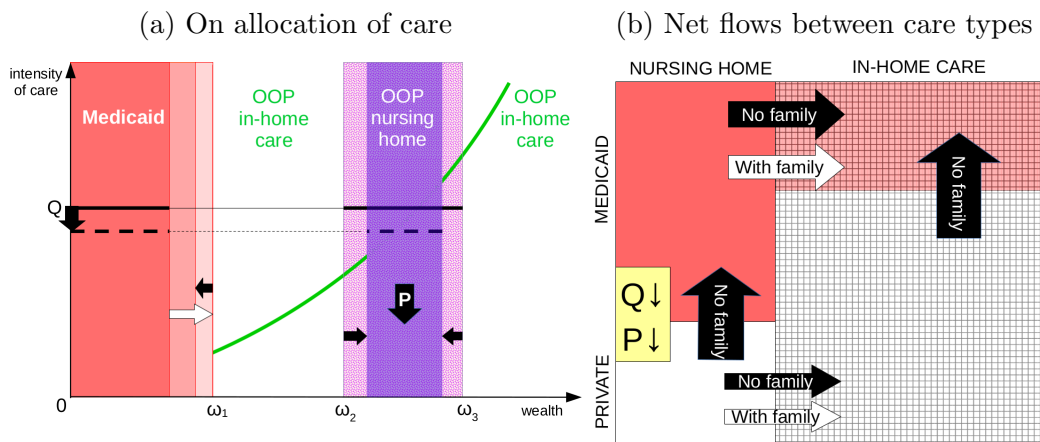 (a) On allocation of care
intensity
of care
Medicaid
OOP
in-home
care
OOP
nursing
home
OOP
in-home
care
Q
P
0
ω₁
ω₂
ω₃
wealth
(b) Net flows between care types
NURSING HOME
IN-HOME CARE
MEDICAID
PRIVATE
No family
With family
No family
No family
Q↓
P↓
No family
With family